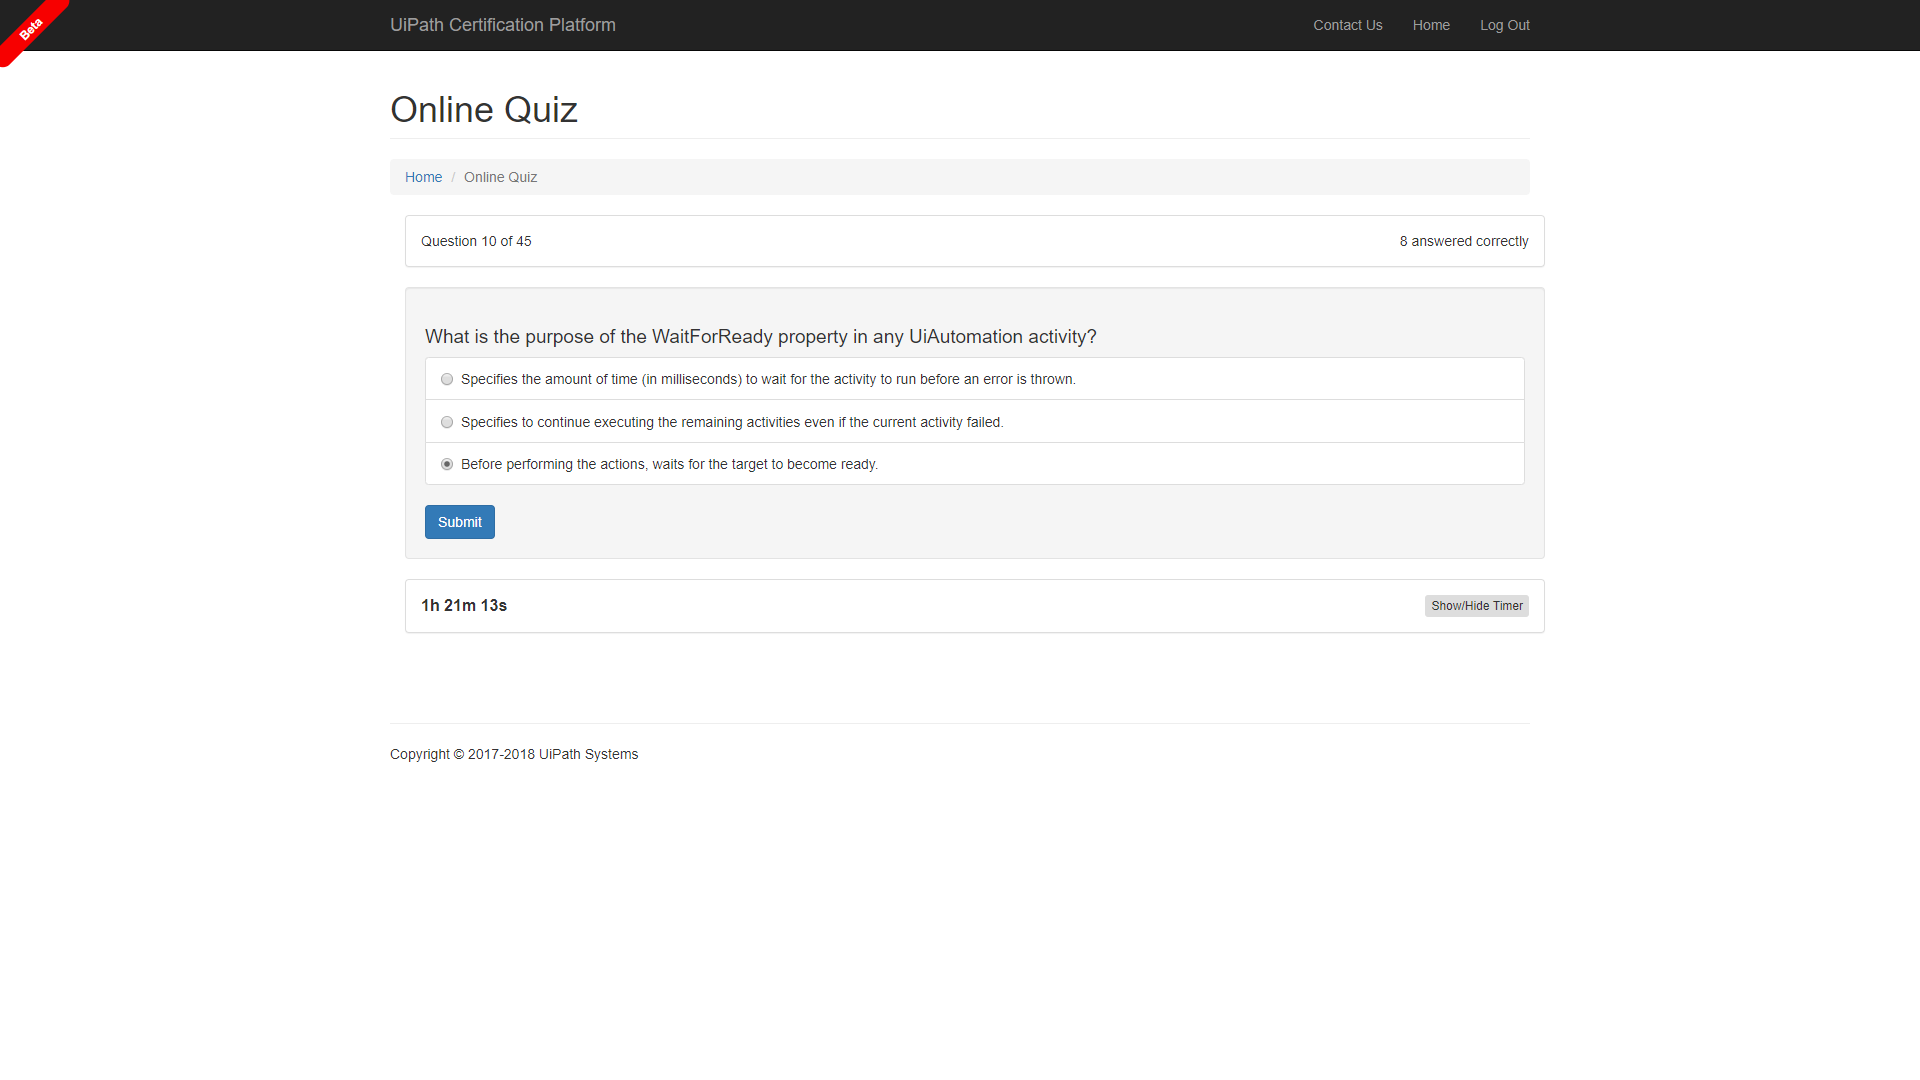 Beta
UiPath Certification Platform
Contact Us
Home
Log Out
Online Quiz
Home / Online Quiz
Question 10 of 45
8 answered correctly
What is the purpose of the WaitForReady property in any UiAutomation activity?
Specifies the amount of time (in milliseconds) to wait for the activity to run before an error is thrown.
Specifies to continue executing the remaining activities even if the current activity failed.
Before performing the actions, waits for the target to become ready.
Submit
1h 21m 13s
Show/Hide Timer
Copyright © 2017-2018 UiPath Systems